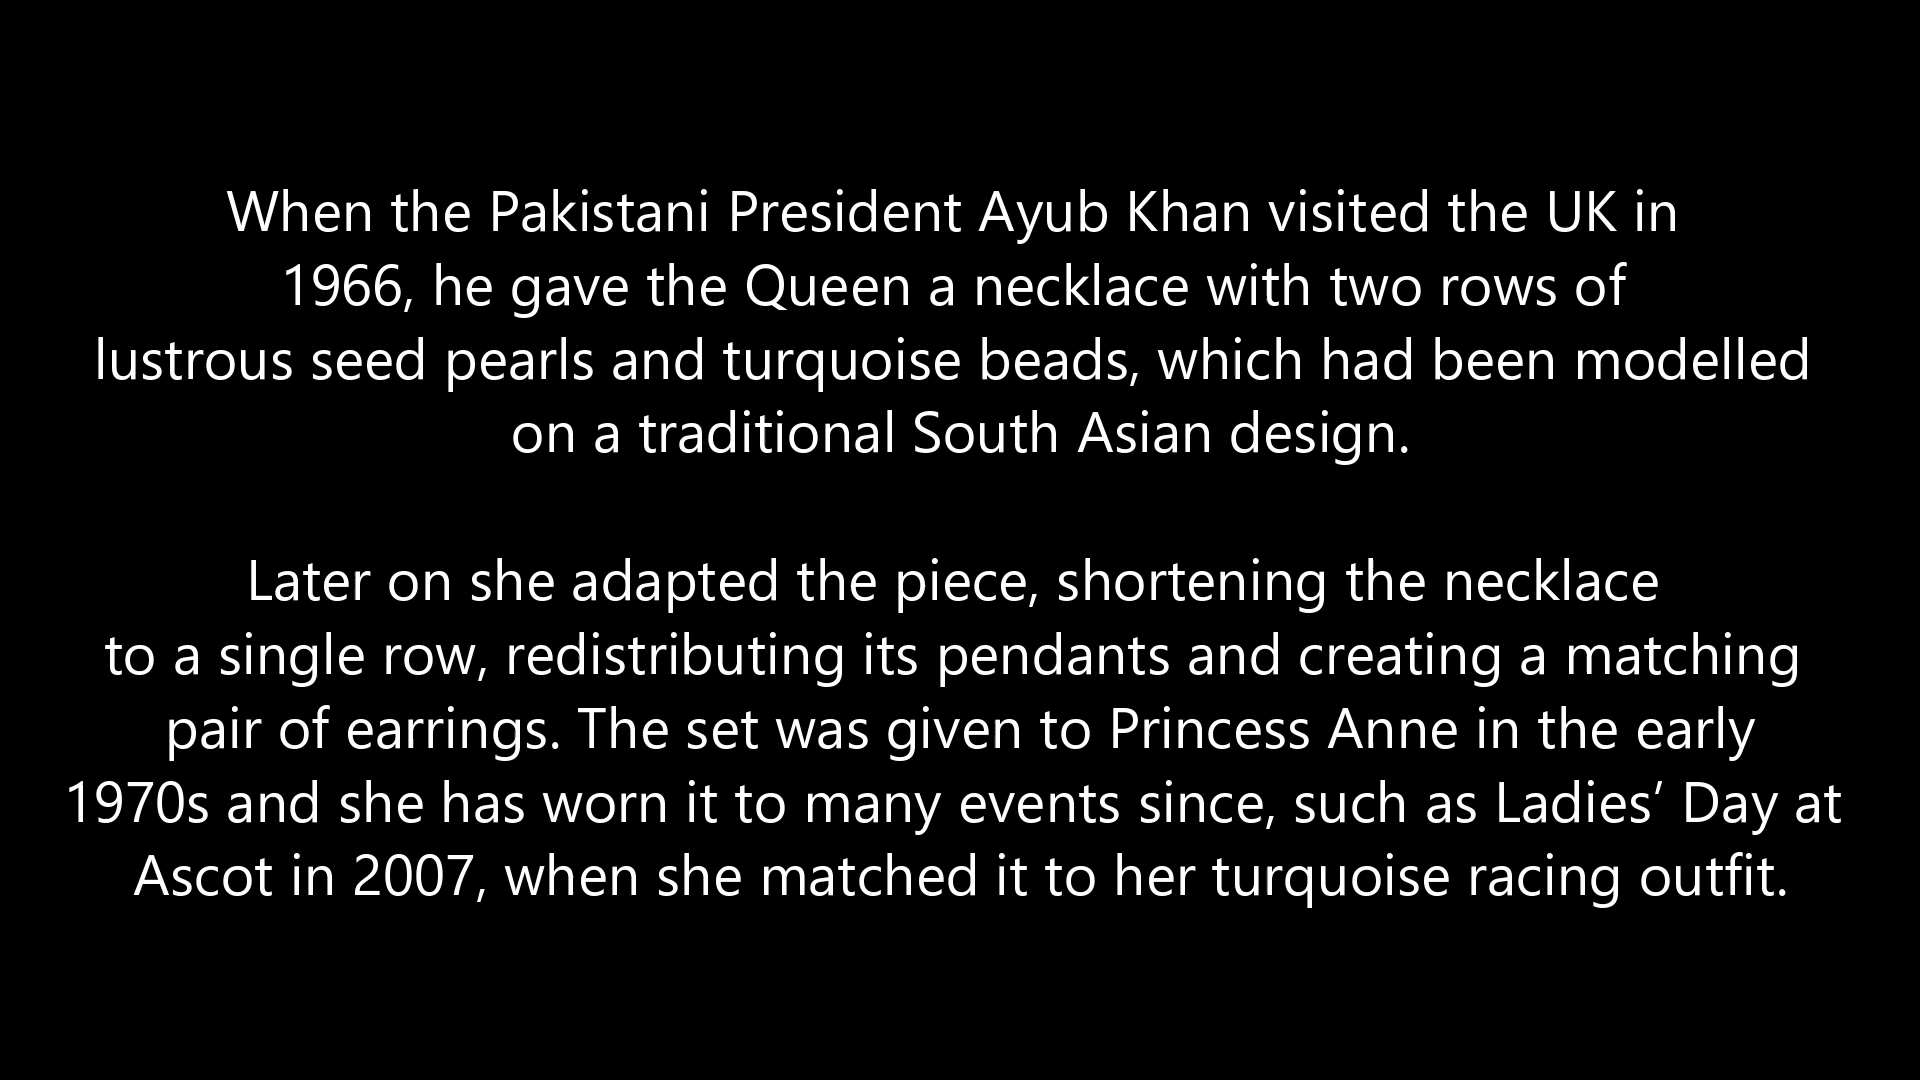 When the Pakistani President Ayub Khan visited the UK in
1966, he gave the Queen a necklace with two rows of
lustrous seed pearls and turquoise beads, which had been modelled
on a traditional South Asian design.
Later on she adapted the piece, shortening the necklace
to a single row, redistributing its pendants and creating a matching
pair of earrings. The set was given to Princess Anne in the early
1970s and she has worn it to many events since, such as Ladies’ Day at
Ascot in 2007, when she matched it to her turquoise racing outfit.